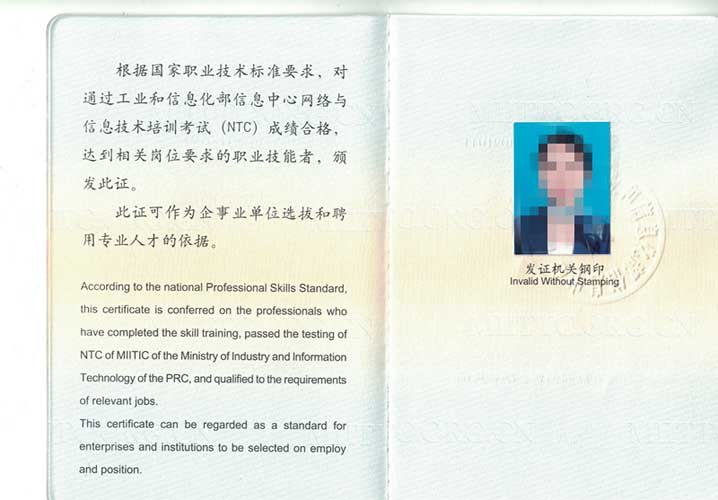 根据国家职业技术标准要求，对
通过工业和信息化部信息中心网络与
信息技术培训考试（NTC）成绩合格，
达到相关岗位要求的职业技能者，颁
发此证。
此证可作为企事业单位选拔和聘
用专业人才的依据。
According to the national Professional Skills Standard,
this certificate is conferred on the professionals who
have completed the skill training, passed the testing of
NTC of MIITIC of the Ministry of Industry and Information
Technology of the PRC, and qualified to the requirements
of relevant jobs.
This certificate can be regarded as a standard for
enterprises and institutions to be selected on employ
and position.
发证机关钢印
Invalid Without Stamping